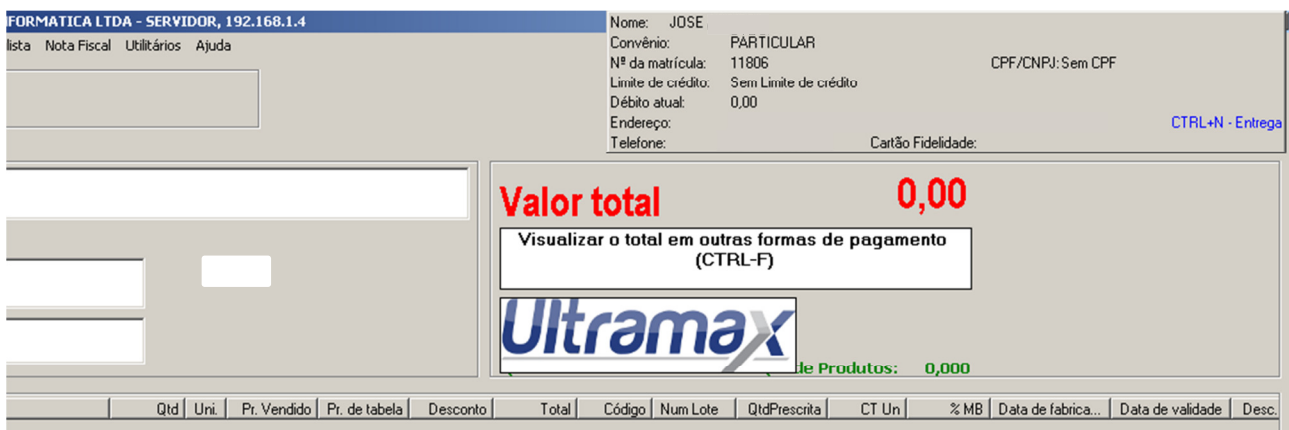 NFORMATICA LTDA - SERVIDOR, 192.168.1.4
lista Nota Fiscal Utilitários Ajuda
Nome: JOSE
Convênio: PARTICULAR
Nº da matrícula: 11806 CPF/CNPJ: Sem CPF
Limite de crédito: Sem Limite de crédito
Débito atual: 0,00
Endereço: CTRL+N - Entrega
Telefone: Cartão Fidelidade:
Valor total 0,00
Visualizar o total em outras formas de pagamento
(CTRL-F)
Ultramax
de Produtos: 0,000
Qtd Uni. Pr. Vendido Pr. de tabela Desconto Total Código Num Lote QtdPrescrita CT Un % MB Data de fabrica... Data de validade Desc.